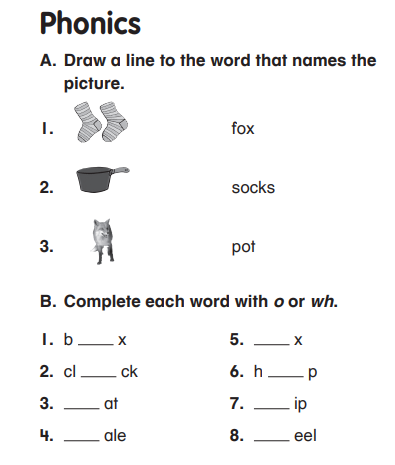 Phonics
A. Draw a line to the word that names the
picture.
1. fox
2. socks
3. pot
B. Complete each word with o or wh.
1. b ____ x 5. ____ x
2. cl ____ ck 6. h ____ p
3. ____ at 7. ____ ip
4. ____ ale 8. ____ eel